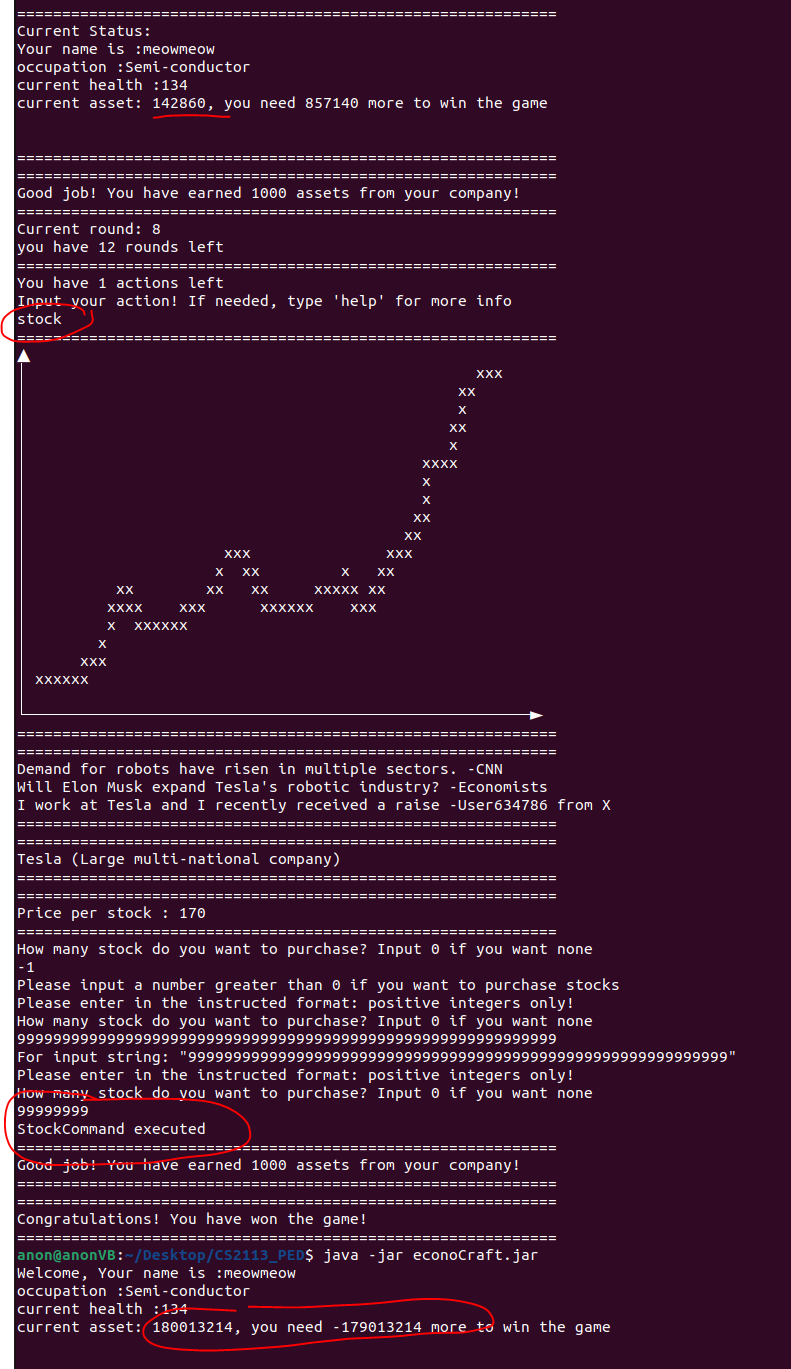 ============================================================
Current Status:
Your name is :meowmeow
occupation :Semi-conductor
current health :134
current asset: 142860, you need 857140 more to win the game
============================================================
============================================================
Good job! You have earned 1000 assets from your company!
============================================================
Current round: 8
you have 12 rounds left
============================================================
You have 1 actions left
Input your action! If needed, type 'help' for more info
stock
============================================================
xxx
xx
x
xx
x
xxxx
x
x
xx
xx
xxx xxx
x xx x xx
xx xx xx xxxxx xx
xxxx xxx xxxxxx xxx
x xxxxxx
x
xxx
xxxxxx
============================================================
============================================================
Demand for robots have risen in multiple sectors. -CNN
Will Elon Musk expand Tesla's robotic industry? -Economists
I work at Tesla and I recently received a raise -User634786 from X
============================================================
============================================================
Tesla (Large multi-national company)
============================================================
============================================================
Price per stock : 170
============================================================
How many stock do you want to purchase? Input 0 if you want none
-1
Please input a number greater than 0 if you want to purchase stocks
Please enter in the instructed format: positive integers only!
How many stock do you want to purchase? Input 0 if you want none
999999999999999999999999999999999999999999999999999999999999
For input string: "999999999999999999999999999999999999999999999999999999999999"
Please enter in the instructed format: positive integers only!
How many stock do you want to purchase? Input 0 if you want none
99999999
StockCommand executed
============================================================
Good job! You have earned 1000 assets from your company!
============================================================
============================================================
Congratulations! You have won the game!
============================================================
anon@anonVB:~/Desktop/CS2113_PED$ java -jar econoCraft.jar
Welcome, Your name is :meowmeow
occupation :Semi-conductor
current health :134
current asset: 180013214, you need -179013214 more to win the game